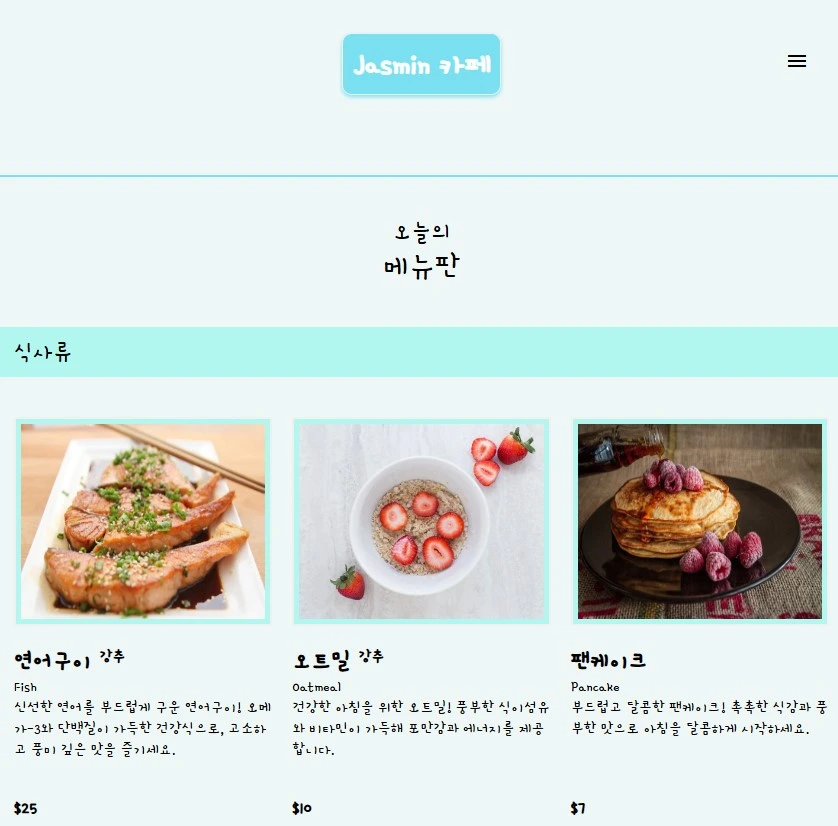 Jasmin 카페
오늘의
메뉴판
식사류
연어구이 강추
Fish
신선한 연어를 부드럽게 구운 연어구이! 오메
가-3와 단백질이 가득한 건강식으로, 고소하
고 풍미 깊은 맛을 즐기세요.
$25
오트밀 강추
Oatmeal
건강한 아침을 위한 오트밀! 풍부한 식이섬유
와 비타민이 가득해 포만감과 에너지를 제공
합니다.
$10
팬케이크
Pancake
부드럽고 달콤한 팬케이크! 촉촉한 식감과 풍
부한 맛으로 아침을 달콤하게 시작하세요.
$7